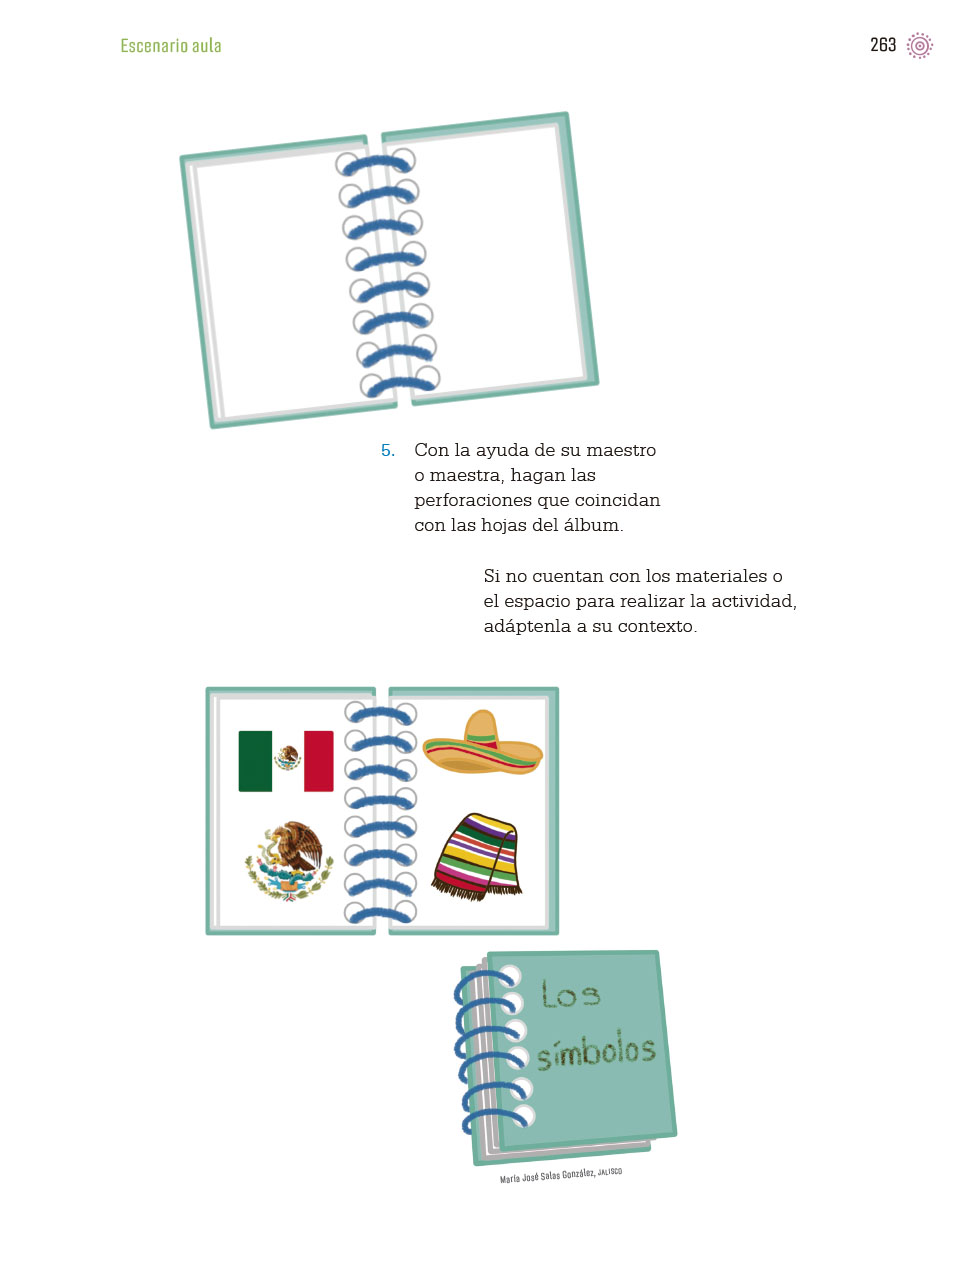 Escenario aula
263
5. Con la ayuda de su maestro
o maestra, hagan las
perforaciones que coincidan
con las hojas del álbum.
Si no cuentan con los materiales o
el espacio para realizar la actividad,
adáptenla a su contexto.
Los
símbolos
María José Salas González, JALISCO